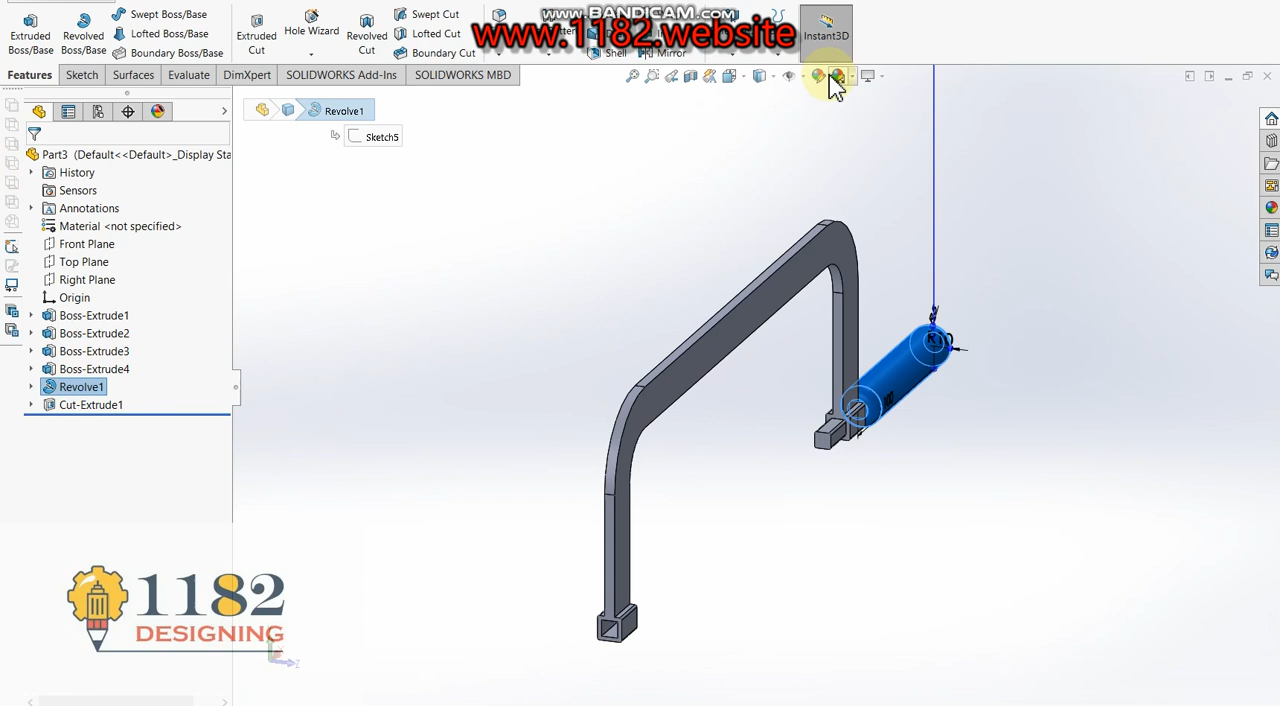 www.BANDICAM.com
www.1182.website
Extruded Boss/Base
Revolved Boss/Base
Swept Boss/Base
Lofted Boss/Base
Boundary Boss/Base
Extruded Cut
Hole Wizard
Revolved Cut
Swept Cut
Lofted Cut
Boundary Cut
Shell
Mirror
Instant3D
Features
Sketch
Surfaces
Evaluate
DimXpert
SOLIDWORKS Add-Ins
SOLIDWORKS MBD
Revolve1
Sketch5
Part3 (Default<<Default>_Display Sta
History
Sensors
Annotations
Material <not specified>
Front Plane
Top Plane
Right Plane
Origin
Boss-Extrude1
Boss-Extrude2
Boss-Extrude3
Boss-Extrude4
Revolve1
Cut-Extrude1
R10
100
1182
DESIGNING